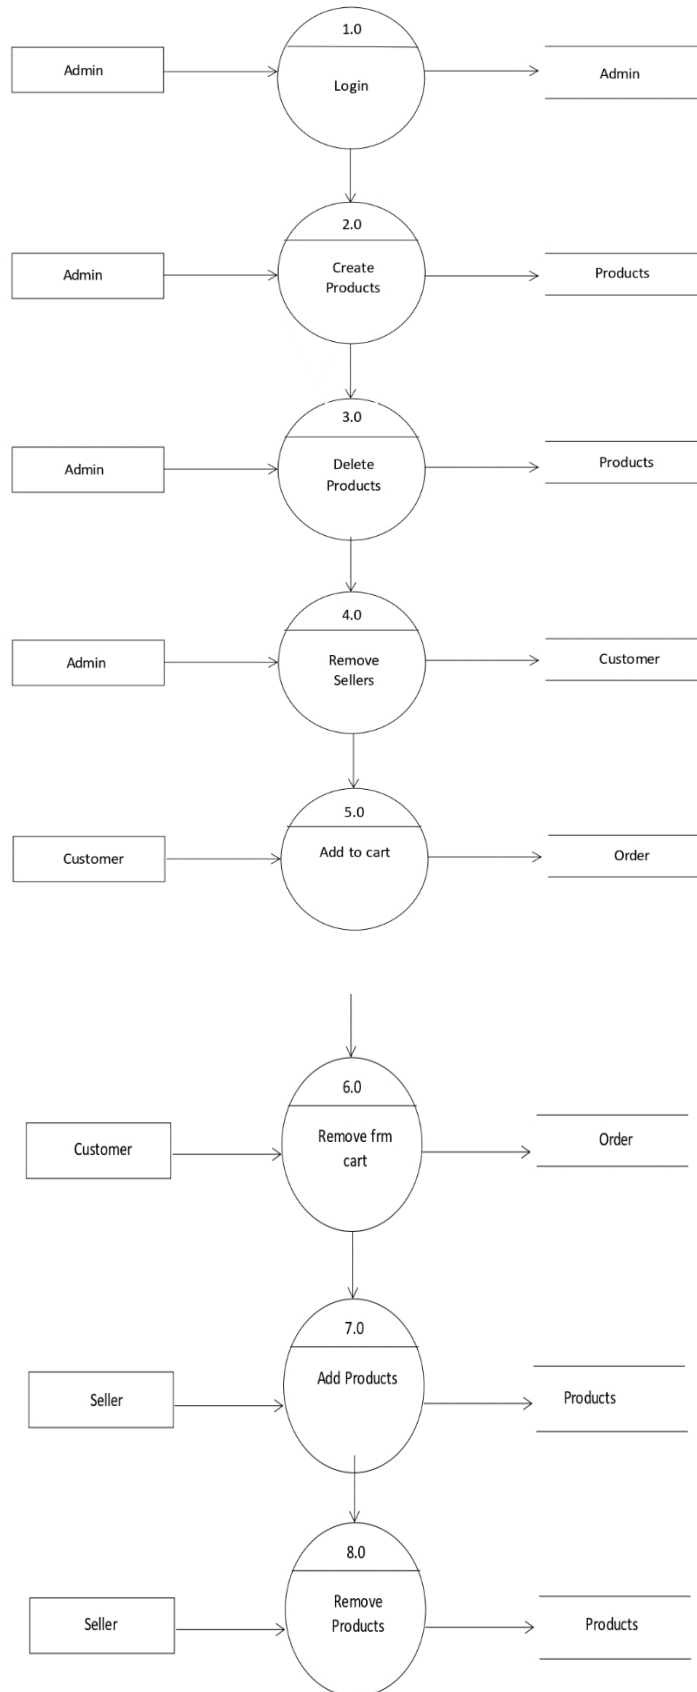 1.0
Admin
Login
Admin
2.0
Admin
Create
Products
Products
3.0
Admin
Delete
Products
Products
4.0
Admin
Remove
Sellers
Customer
5.0
Customer
Add to cart
Order
6.0
Customer
Remove frm
cart
Order
7.0
Seller
Add Products
Products
8.0
Seller
Remove
Products
Products